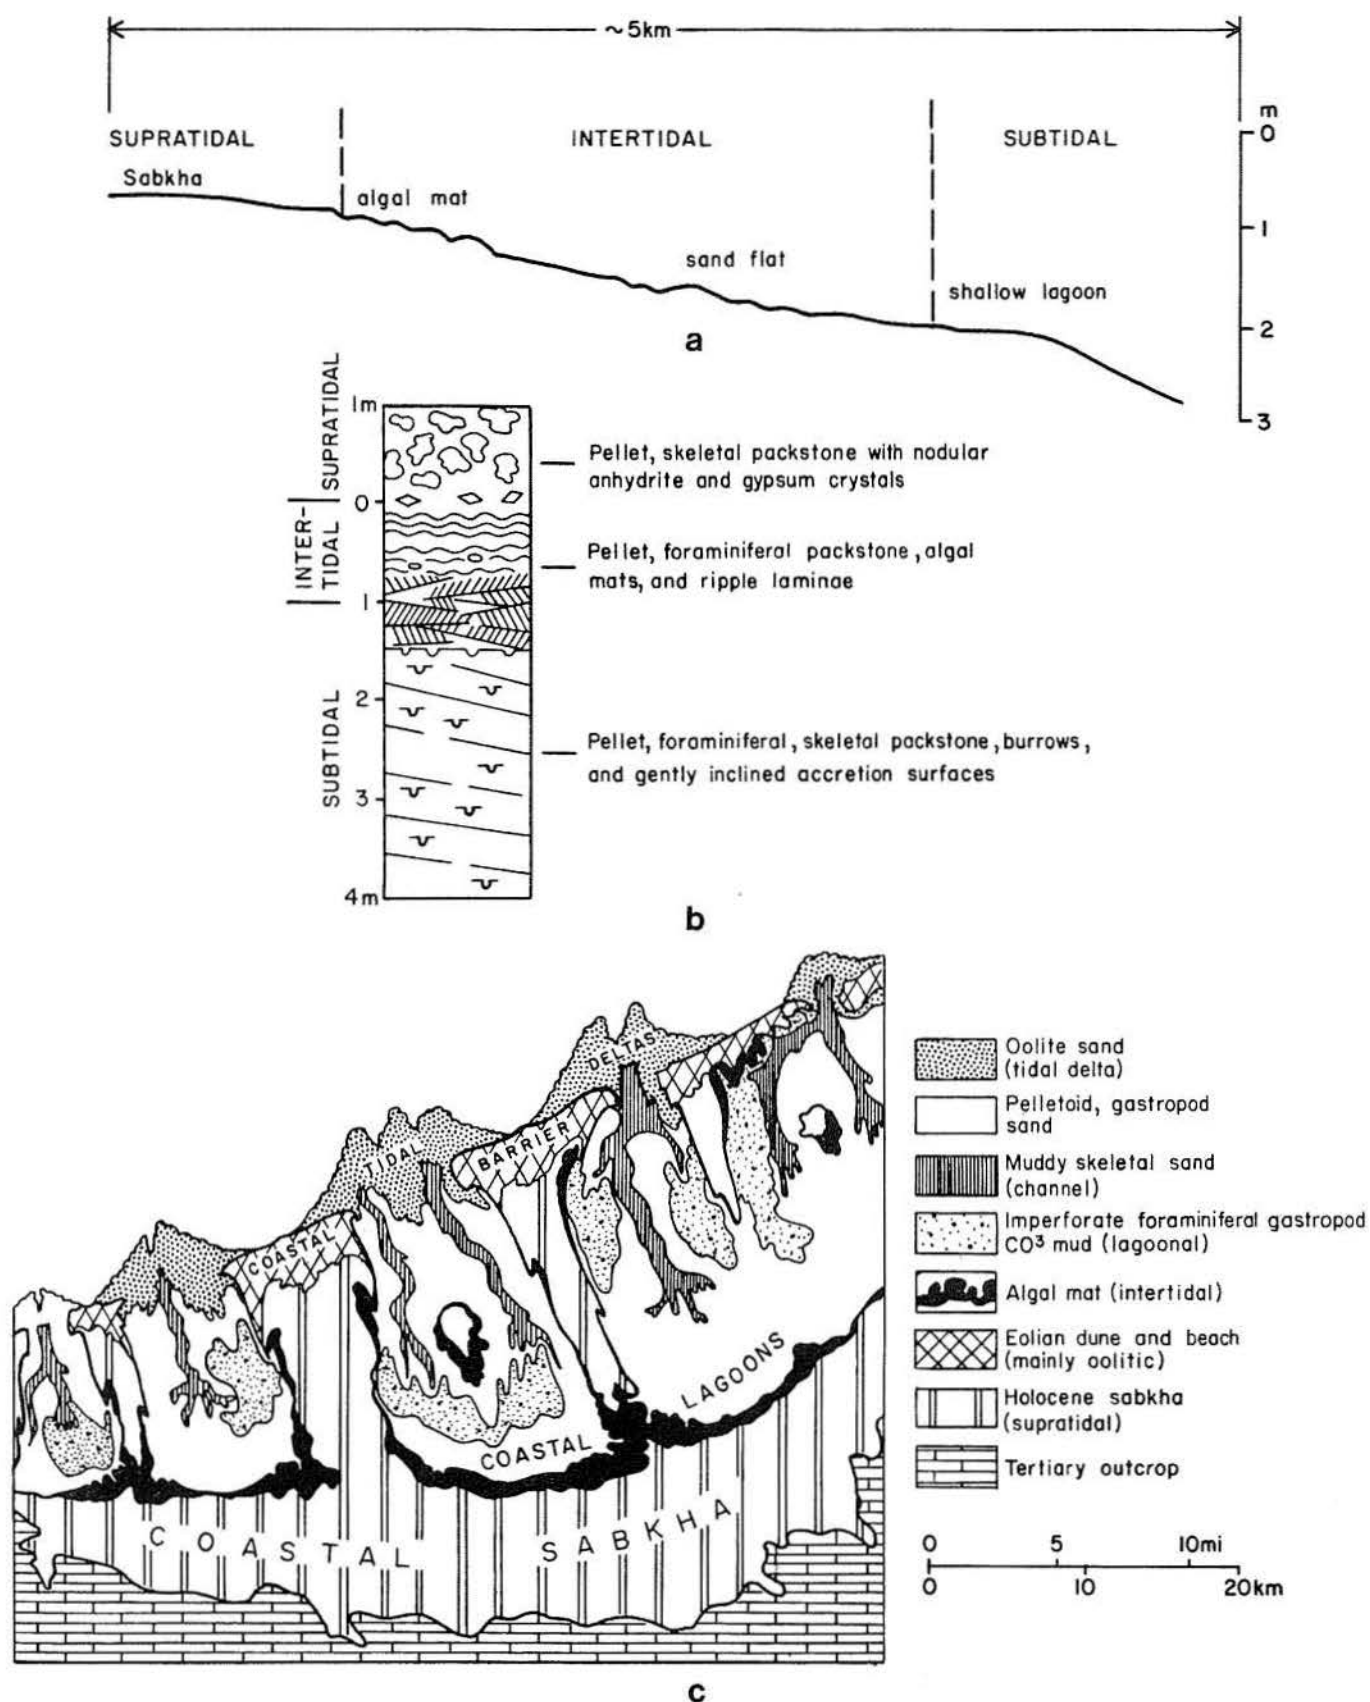 ~5km
m
SUPRATIDAL
INTERTIDAL
SUBTIDAL
0
Sabkha
algal mat
1
sand flat
shallow lagoon
2
a
3
SUPRATIDAL
1m
Pellet, skeletal packstone with nodular
anhydrite and gypsum crystals
0
INTER-
TIDAL
Pellet, foraminiferal packstone, algal
mats, and ripple laminae
1
SUBTIDAL
2
Pellet, foraminiferal, skeletal packstone, burrows,
and gently inclined accretion surfaces
3
4m
b
DELTAS
TIDAL
BARRIER
COASTAL
LAGOONS
COASTAL
COASTAL SABKHA
Oolite sand
(tidal delta)
Pelletoid, gastropod
sand
Muddy skeletal sand
(channel)
Imperforate foraminiferal gastropod
CO³ mud (lagoonal)
Algal mat (intertidal)
Eolian dune and beach
(mainly oolitic)
Holocene sabkha
(supratidal)
Tertiary outcrop
0 5 10mi
0 10 20km
c